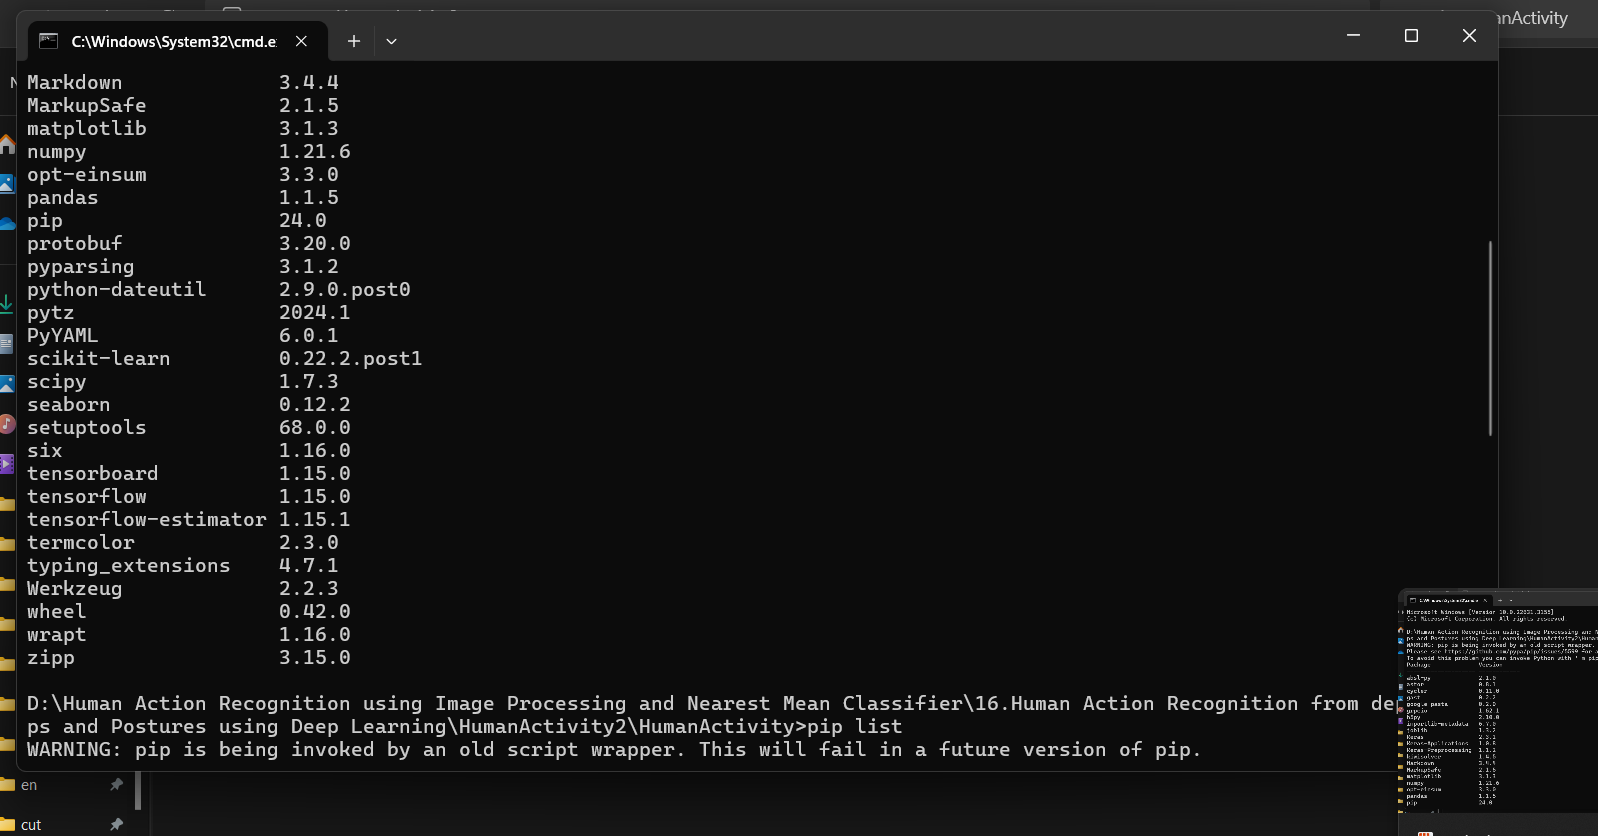 nnActivity
C:\Windows\System32\cmd.e
Markdown 3.4.4
MarkupSafe 2.1.5
matplotlib 3.1.3
numpy 1.21.6
opt-einsum 3.3.0
pandas 1.1.5
pip 24.0
protobuf 3.20.0
pyparsing 3.1.2
python-dateutil 2.9.0.post0
pytz 2024.1
PyYAML 6.0.1
scikit-learn 0.22.2.post1
scipy 1.7.3
seaborn 0.12.2
setuptools 68.0.0
six 1.16.0
tensorboard 1.15.0
tensorflow 1.15.0
tensorflow-estimator 1.15.1
termcolor 2.3.0
typing_extensions 4.7.1
Werkzeug 2.2.3
wheel 0.42.0
wrapt 1.16.0
zipp 3.15.0
D:\Human Action Recognition using Image Processing and Nearest Mean Classifier\16.Human Action Recognition from de
ps and Postures using Deep Learning\HumanActivity2\HumanActivity>pip list
WARNING: pip is being invoked by an old script wrapper. This will fail in a future version of pip.
en
cut